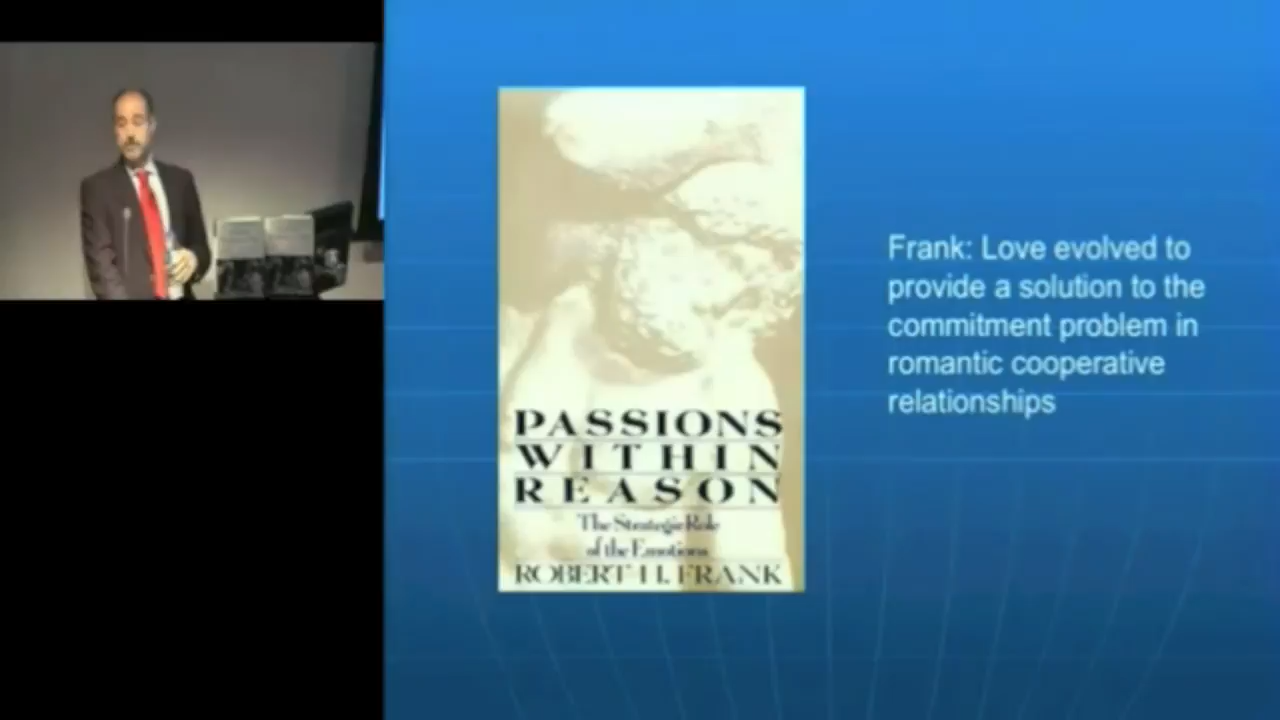 PASSIONS
WITHIN
REASON
The Strategic Role
of the Emotions
ROBERT H. FRANK
Frank: Love evolved to
provide a solution to the
commitment problem in
romantic cooperative
relationships